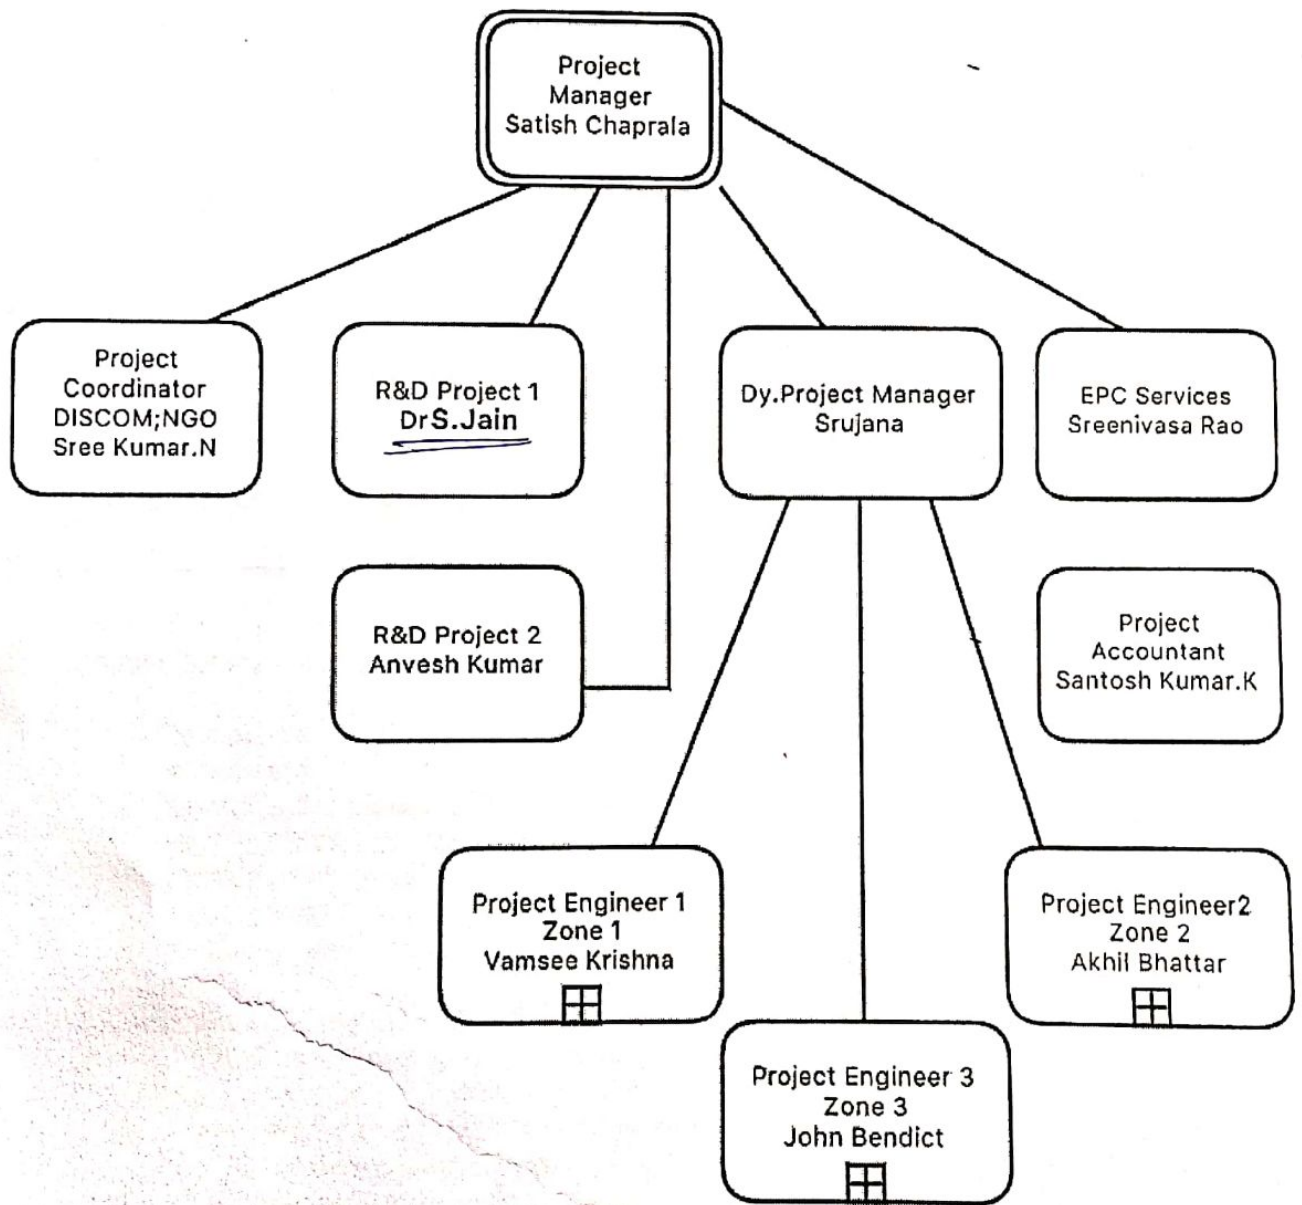 Project
Manager
Satish Chaprala
Project
Coordinator
DISCOM;NGO
Sree Kumar.N
R&D Project 1
DrS.Jain
Dy.Project Manager
Srujana
EPC Services
Sreenivasa Rao
R&D Project 2
Anvesh Kumar
Project
Accountant
Santosh Kumar.K
Project Engineer 1
Zone 1
Vamsee Krishna
Project Engineer2
Zone 2
Akhil Bhattar
Project Engineer 3
Zone 3
John Bendict